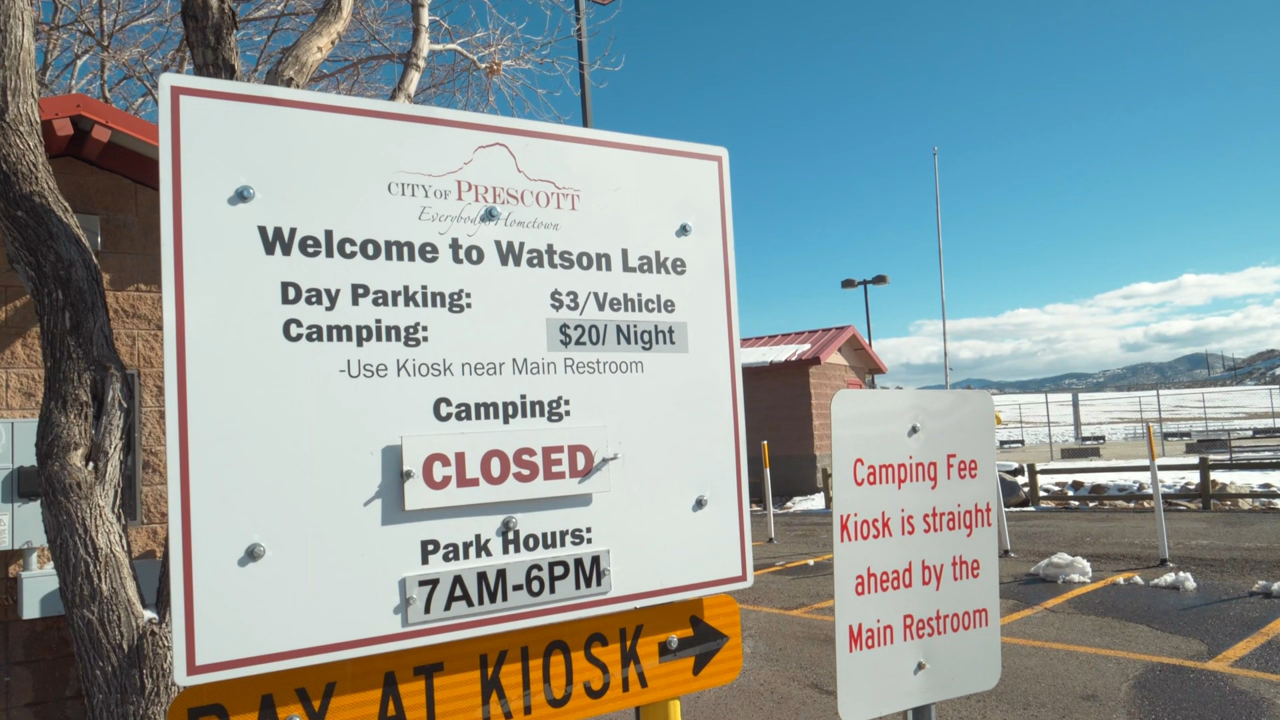 CITY OF PRESCOTT
Everybody's Hometown
Welcome to Watson Lake
Day Parking: $3/Vehicle
Camping: $20/ Night
-Use Kiosk near Main Restroom
Camping:
CLOSED
Park Hours:
7AM-6PM
PAY AT KIOSK
Camping Fee
Kiosk is straight
ahead by the
Main Restroom